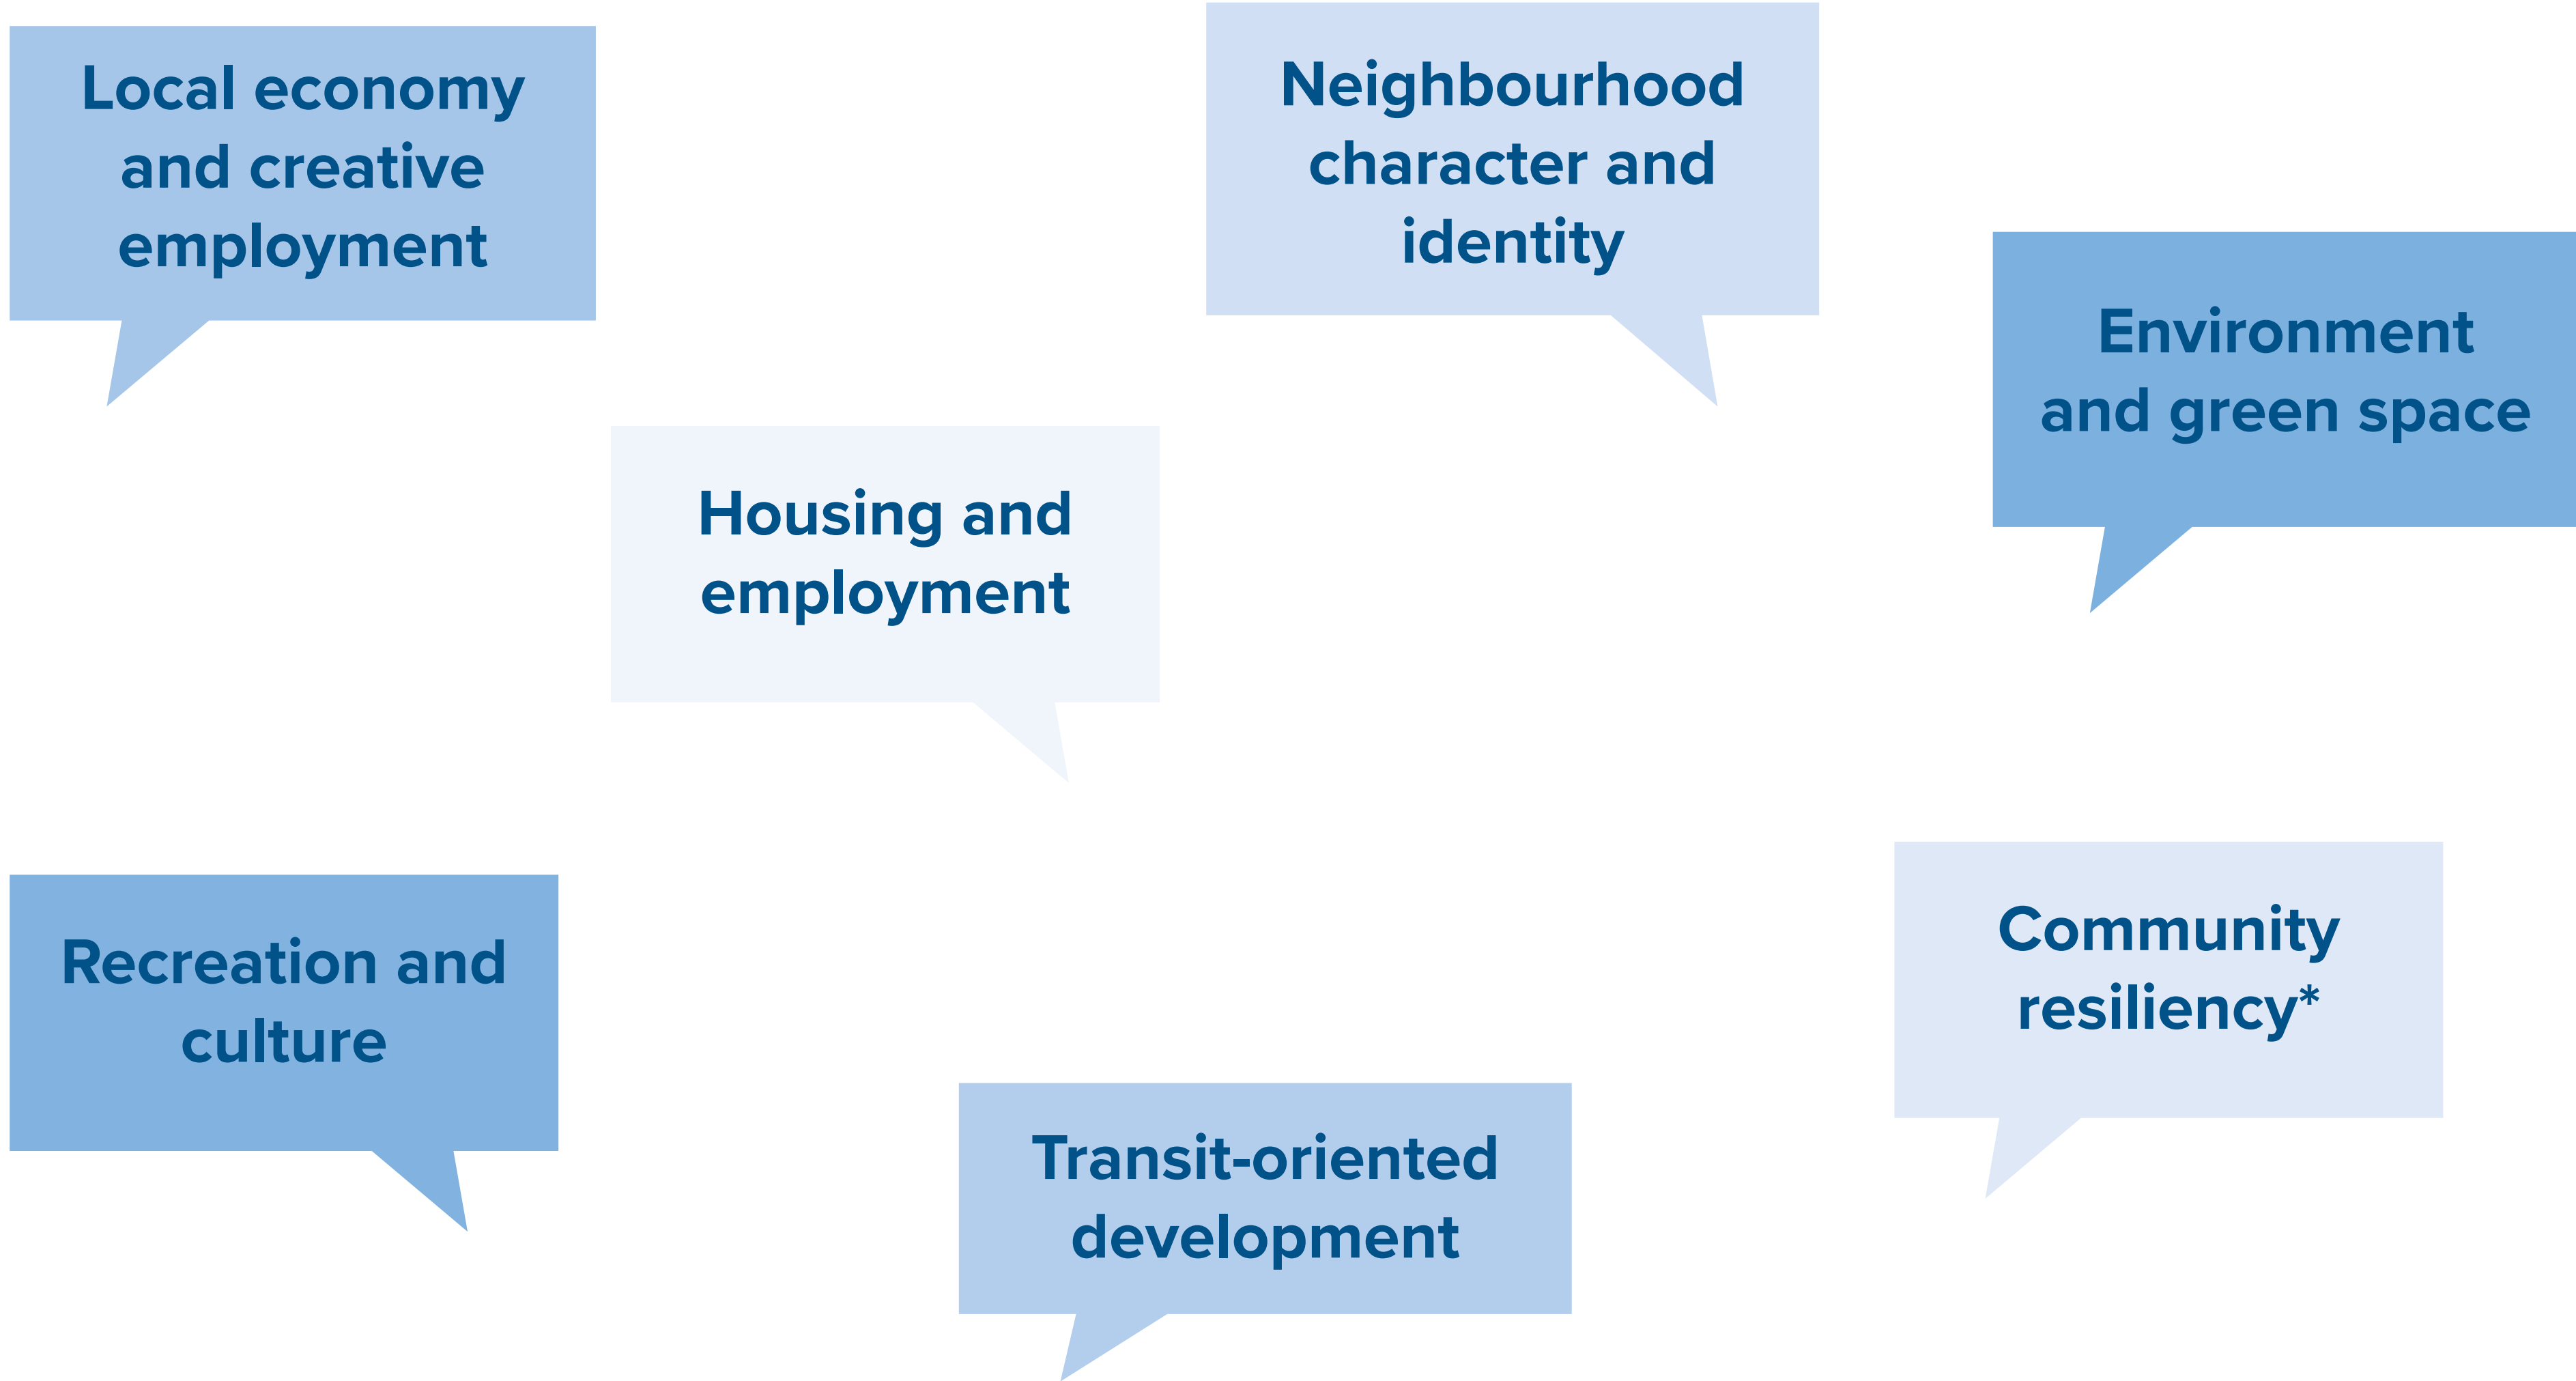 Local economy
and creative
employment
Neighbourhood
character and
identity
Environment
and green space
Housing and
employment
Recreation and
culture
Community
resiliency*
Transit-oriented
development